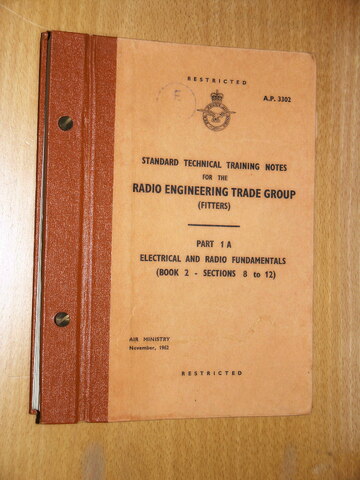 RESTRICTED
A.P. 3302
E
STANDARD TECHNICAL TRAINING NOTES
FOR THE
RADIO ENGINEERING TRADE GROUP
(FITTERS)
PART 1 A
ELECTRICAL AND RADIO FUNDAMENTALS
(BOOK 2 - SECTIONS 8 to 12)
AIR MINISTRY
November, 1962
RESTRICTED